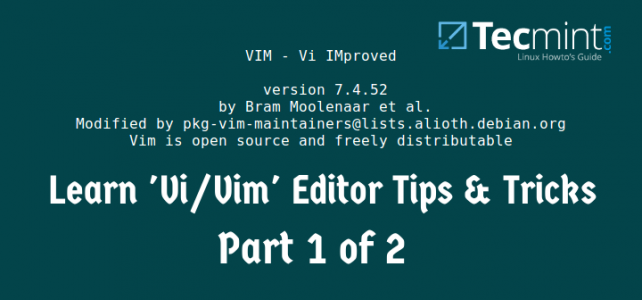 Tecmint.com
Linux Howto's Guide
VIM - Vi IMproved
version 7.4.52
by Bram Moolenaar et al.
Modified by pkg-vim-maintainers@lists.alioth.debian.org
Vim is open source and freely distributable
Learn 'Vi/Vim' Editor Tips & Tricks
Part 1 of 2